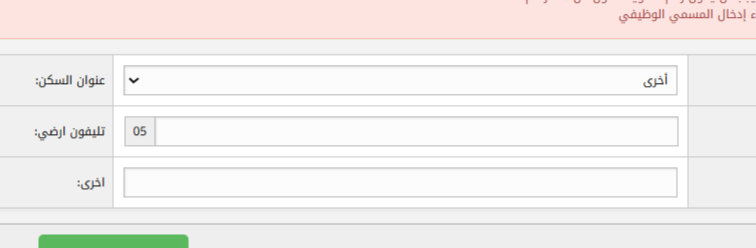 ء إدخال المسمي الوظيفي
عنوان السكن:
أخرى
تليفون ارضي:
05
اخرى: